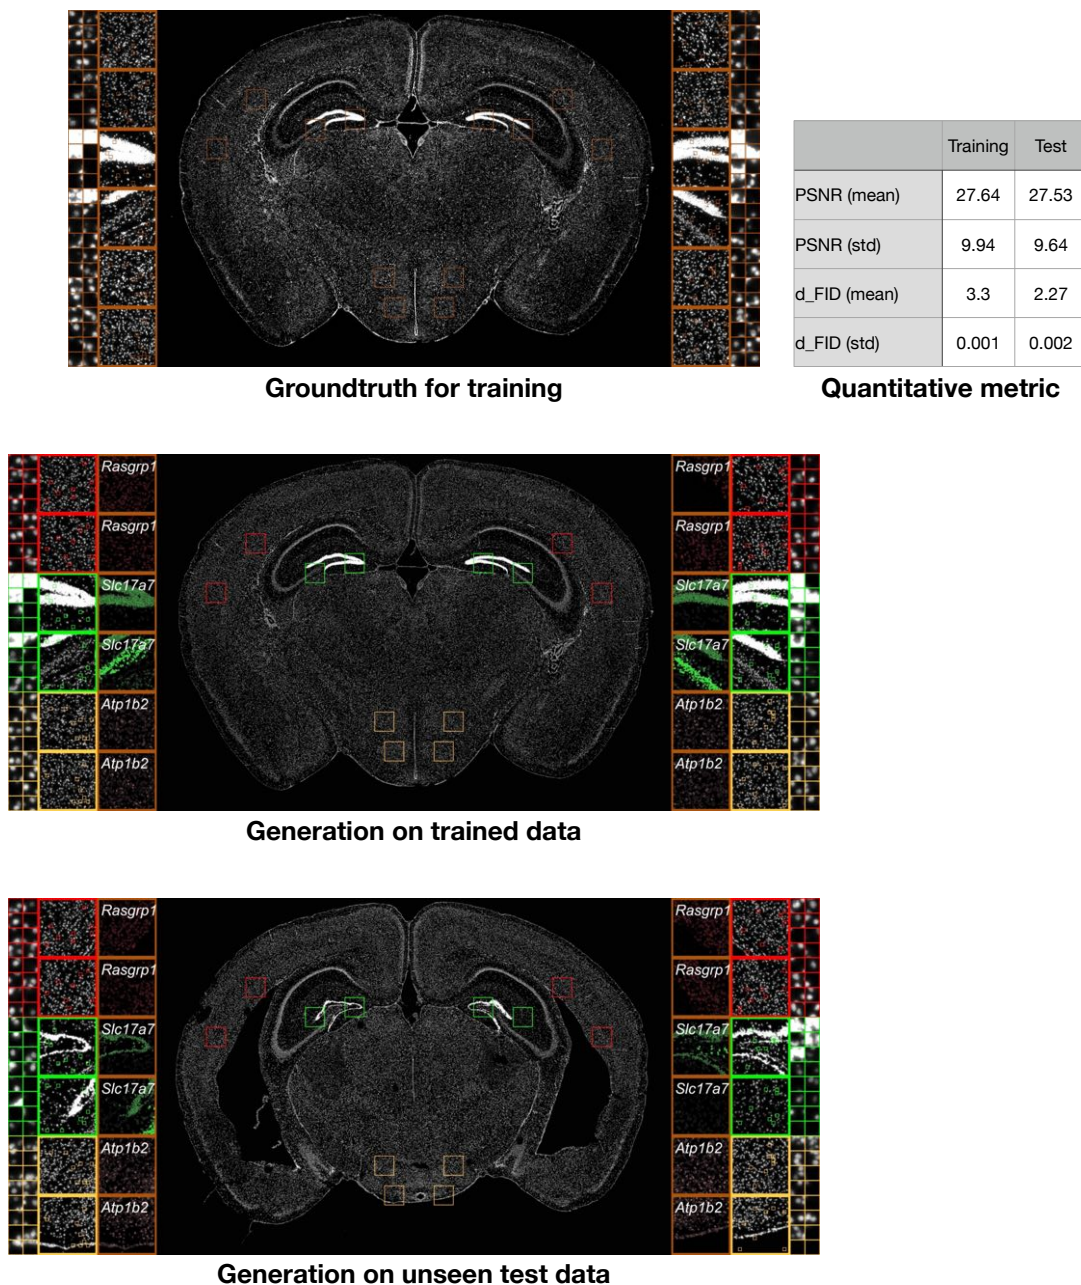 Training Test
PSNR (mean) 27.64 27.53
PSNR (std) 9.94 9.64
d_FID (mean) 3.3 2.27
d_FID (std) 0.001 0.002
Groundtruth for training
Quantitative metric
Rasgrp1 Rasgrp1
Rasgrp1 Rasgrp1
Slc17a7 Slc17a7
Slc17a7 Slc17a7
Atp1b2 Atp1b2
Atp1b2 Atp1b2
Generation on trained data
Rasgrp1 Rasgrp1
Rasgrp1 Rasgrp1
Slc17a7 Slc17a7
Slc17a7 Slc17a7
Atp1b2 Atp1b2
Atp1b2 Atp1b2
Generation on unseen test data